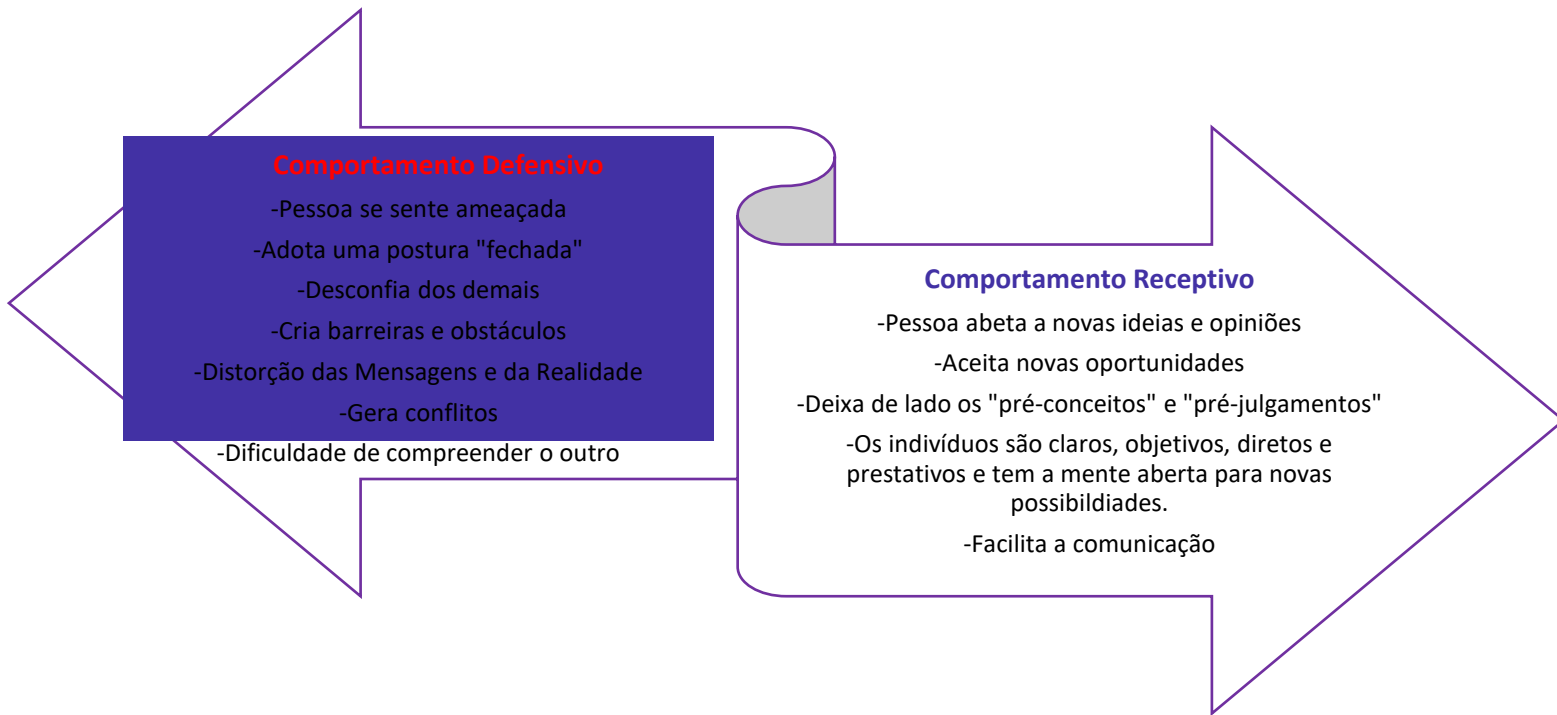 Comportamento Defensivo
-Pessoa se sente ameaçada
-Adota uma postura "fechada"
-Desconfia dos demais
-Cria barreiras e obstáculos
-Distorção das Mensagens e da Realidade
-Gera conflitos
-Dificuldade de compreender o outro
Comportamento Receptivo
-Pessoa abeta a novas ideias e opiniões
-Aceita novas oportunidades
-Deixa de lado os "pré-conceitos" e "pré-julgamentos"
-Os indivíduos são claros, objetivos, diretos e
prestativos e tem a mente aberta para novas
possibildiades.
-Facilita a comunicação